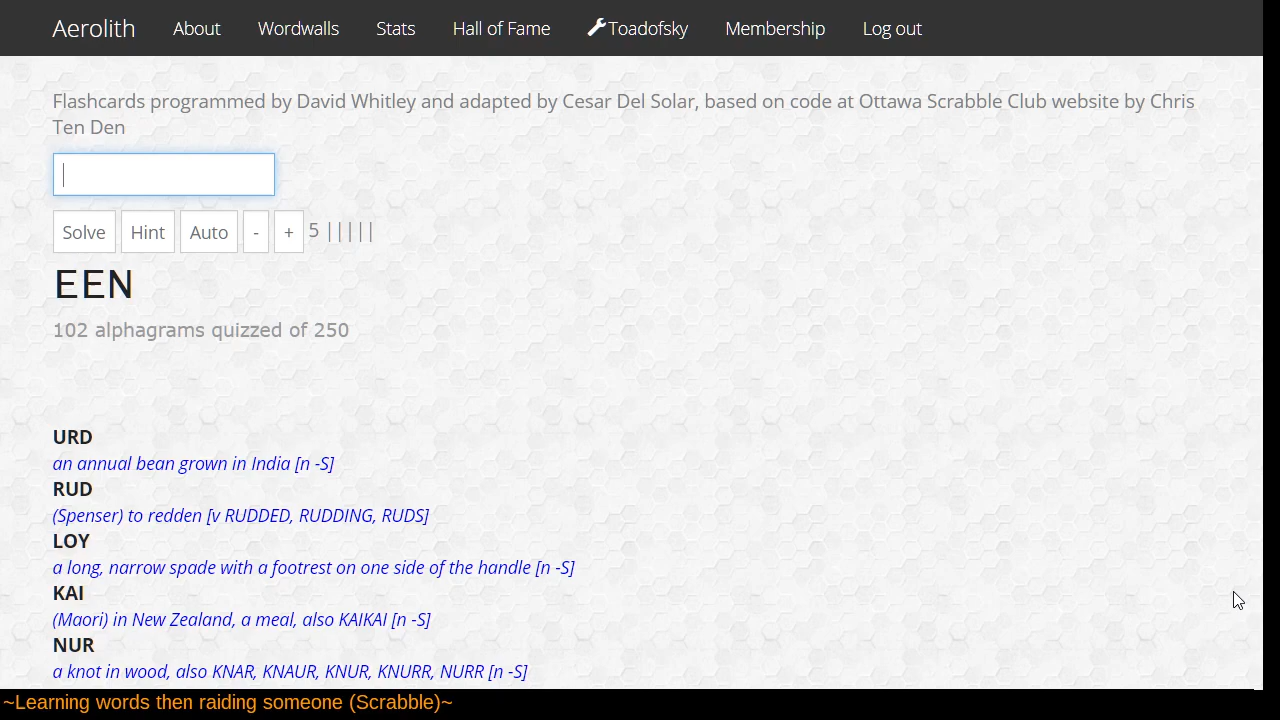 Aerolith About Wordwalls Stats Hall of Fame Toadofsky Membership Log out
Flashcards programmed by David Whitley and adapted by Cesar Del Solar, based on code at Ottawa Scrabble Club website by Chris
Ten Den
Solve Hint Auto - + 5 |||||
EEN
102 alphagrams quizzed of 250
URD
an annual bean grown in India [n -S]
RUD
(Spenser) to redden [v RUDDED, RUDDING, RUDS]
LOY
a long, narrow spade with a footrest on one side of the handle [n -S]
KAI
(Maori) in New Zealand, a meal, also KAIKAI [n -S]
NUR
a knot in wood, also KNAR, KNAUR, KNUR, KNURR, NURR [n -S]
~Learning words then raiding someone (Scrabble)~